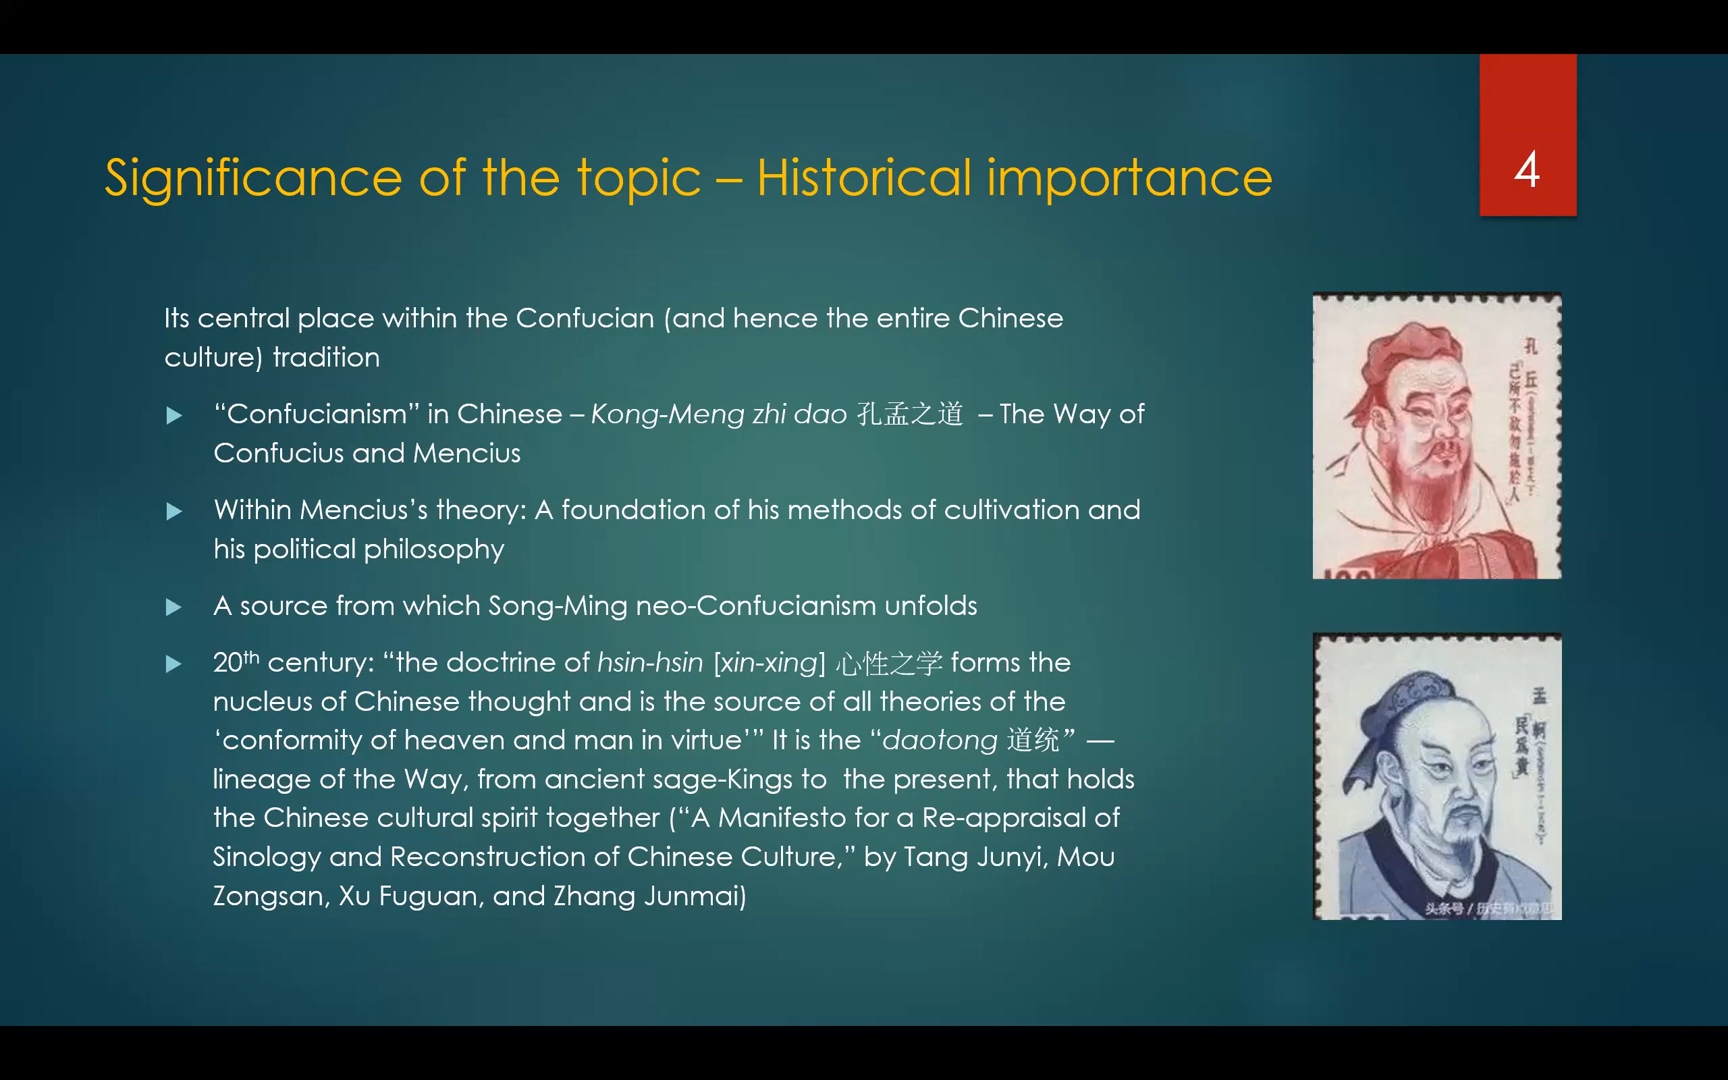 Significance of the topic – Historical importance
4
Its central place within the Confucian (and hence the entire Chinese
culture) tradition
“Confucianism” in Chinese – Kong-Meng zhi dao 孔孟之道 – The Way of
Confucius and Mencius
Within Mencius’s theory: A foundation of his methods of cultivation and
his political philosophy
A source from which Song-Ming neo-Confucianism unfolds
20th century: “the doctrine of hsin-hsin [xin-xing] 心性之学 forms the
nucleus of Chinese thought and is the source of all theories of the
‘conformity of heaven and man in virtue’” It is the “daotong 道统” —
lineage of the Way, from ancient sage-Kings to the present, that holds
the Chinese cultural spirit together (“A Manifesto for a Re-appraisal of
Sinology and Reconstruction of Chinese Culture,” by Tang Junyi, Mou
Zongsan, Xu Fuguan, and Zhang Junmai)
孔丘
「己所不欲勿施於人」
孟軻
「民為貴」
头条号 /